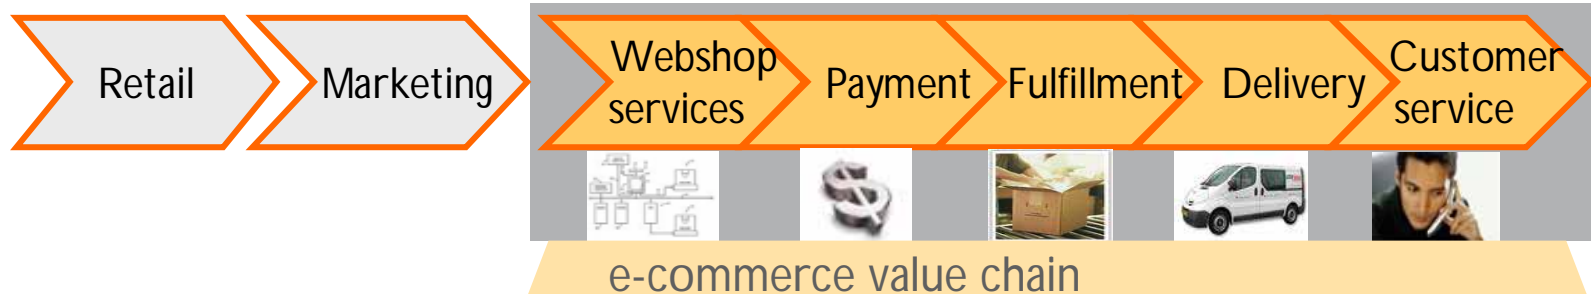 Retail
Marketing
Webshop
services
Payment
Fulfillment
Delivery
Customer
service
e-commerce value chain